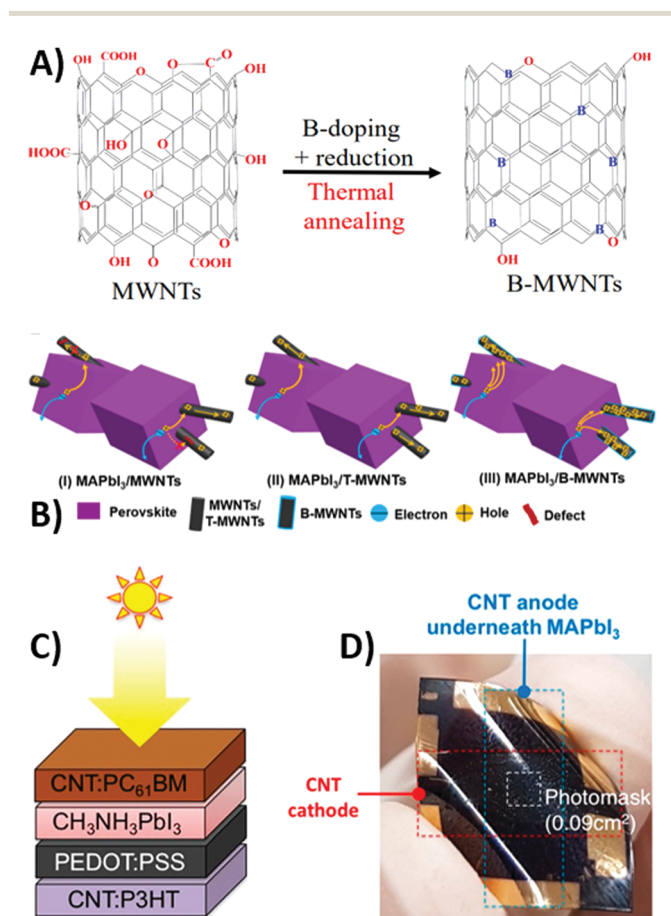 A)
OH
COOH
O
O
C
O
OH
HOOC
HO
O
OH
O
O
O
OH
O
COOH
MWNTs
B-doping
+ reduction
Thermal
annealing
B
O
OH
B
B
B
B
B
O
OH
B-MWNTs
(I) MAPbI₃/MWNTs
(II) MAPbI₃/T-MWNTs
(III) MAPbI₃/B-MWNTs
B)
Perovskite
MWNTs/
T-MWNTs
B-MWNTs
Electron
Hole
Defect
C)
CNT:PC₆₁BM
CH₃NH₃PbI₃
PEDOT:PSS
CNT:P3HT
D)
CNT anode
underneath MAPbI₃
CNT
cathode
Photomask
(0.09cm²)